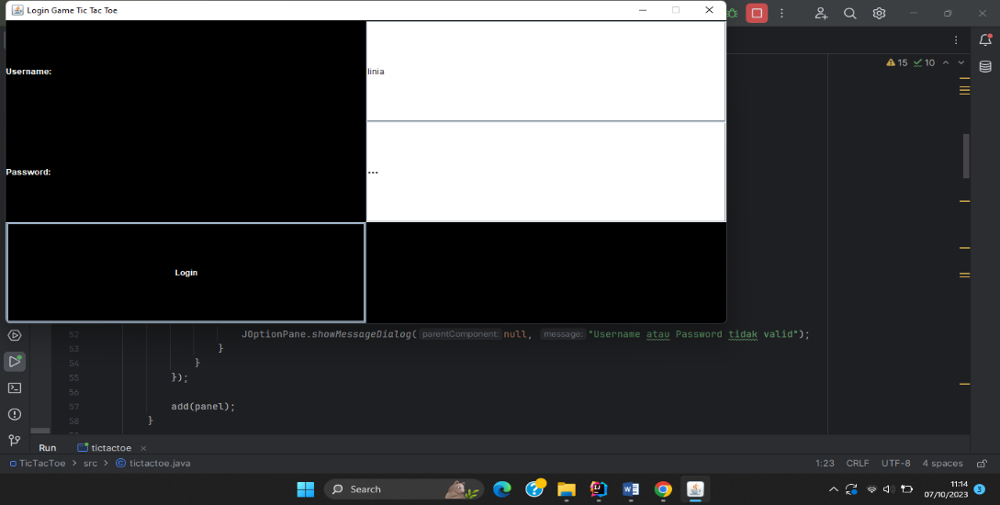 Login Game Tic Tac Toe
Username:
linia
Password:
•••
Login
15
10
52 JOptionPane.showMessageDialog( parentComponent: null, message: "Username atau Password tidak valid");
53 }
54 }
55 });
56
57 add(panel);
58 }
Run tictactoe
TicTacToe > src > tictactoe.java
1:23 CRLF UTF-8 4 spaces
Search
11:14
07/10/2023
3